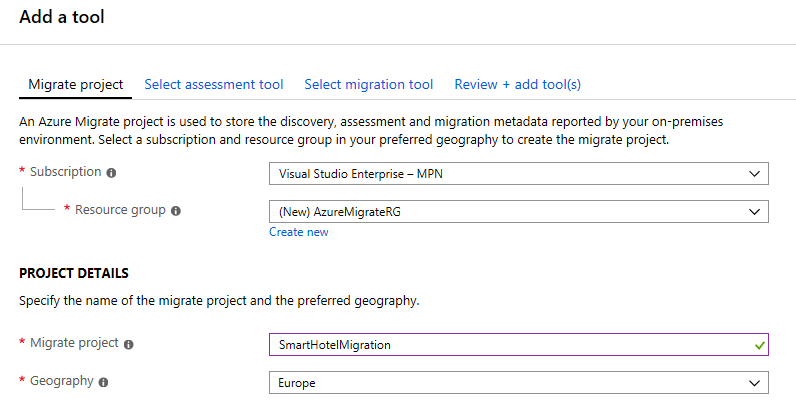 Add a tool
Migrate project Select assessment tool Select migration tool Review + add tool(s)
An Azure Migrate project is used to store the discovery, assessment and migration metadata reported by your on-premises
environment. Select a subscription and resource group in your preferred geography to create the migrate project.
* Subscription
Visual Studio Enterprise – MPN
* Resource group
(New) AzureMigrateRG
Create new
PROJECT DETAILS
Specify the name of the migrate project and the preferred geography.
* Migrate project
SmartHotelMigration
* Geography
Europe